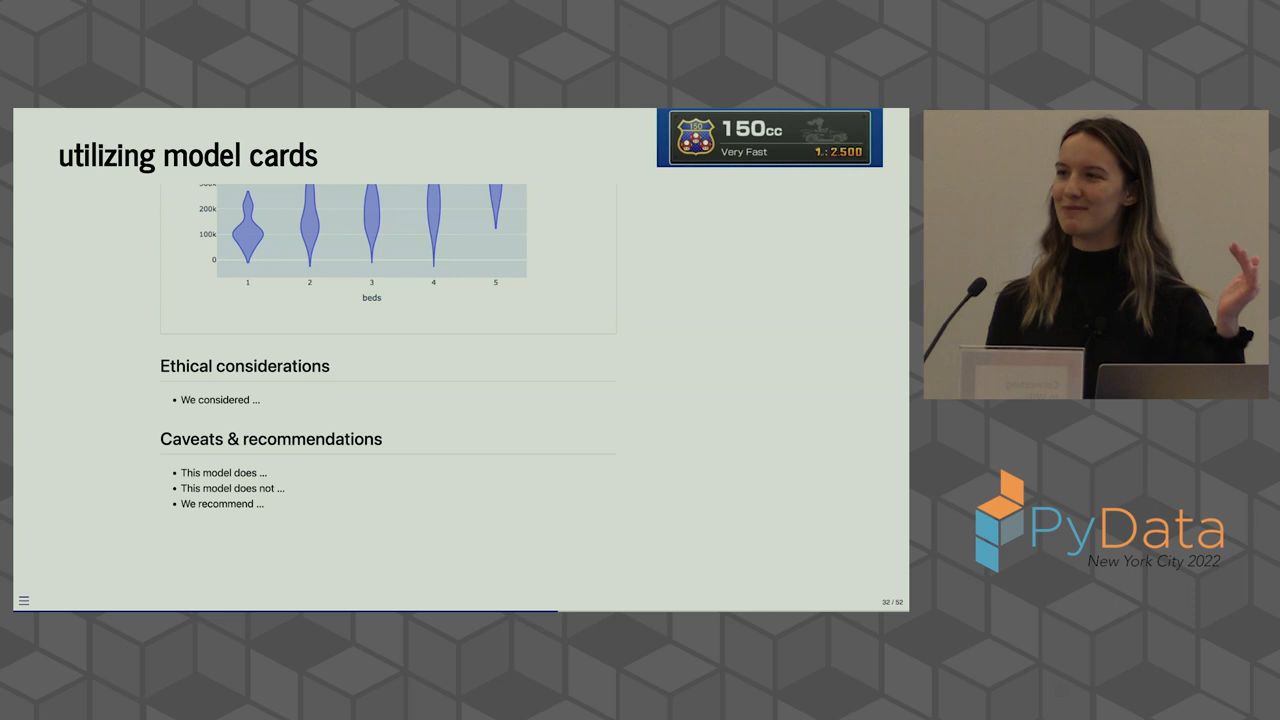 utilizing model cards
150
150cc
Very Fast
1.: 2.500
300k
200k
100k
0
1 2 3 4 5
beds
Ethical considerations
• We considered ...
Caveats & recommendations
• This model does ...
• This model does not ...
• We recommend ...
32 / 52
PyData
New York City 2022